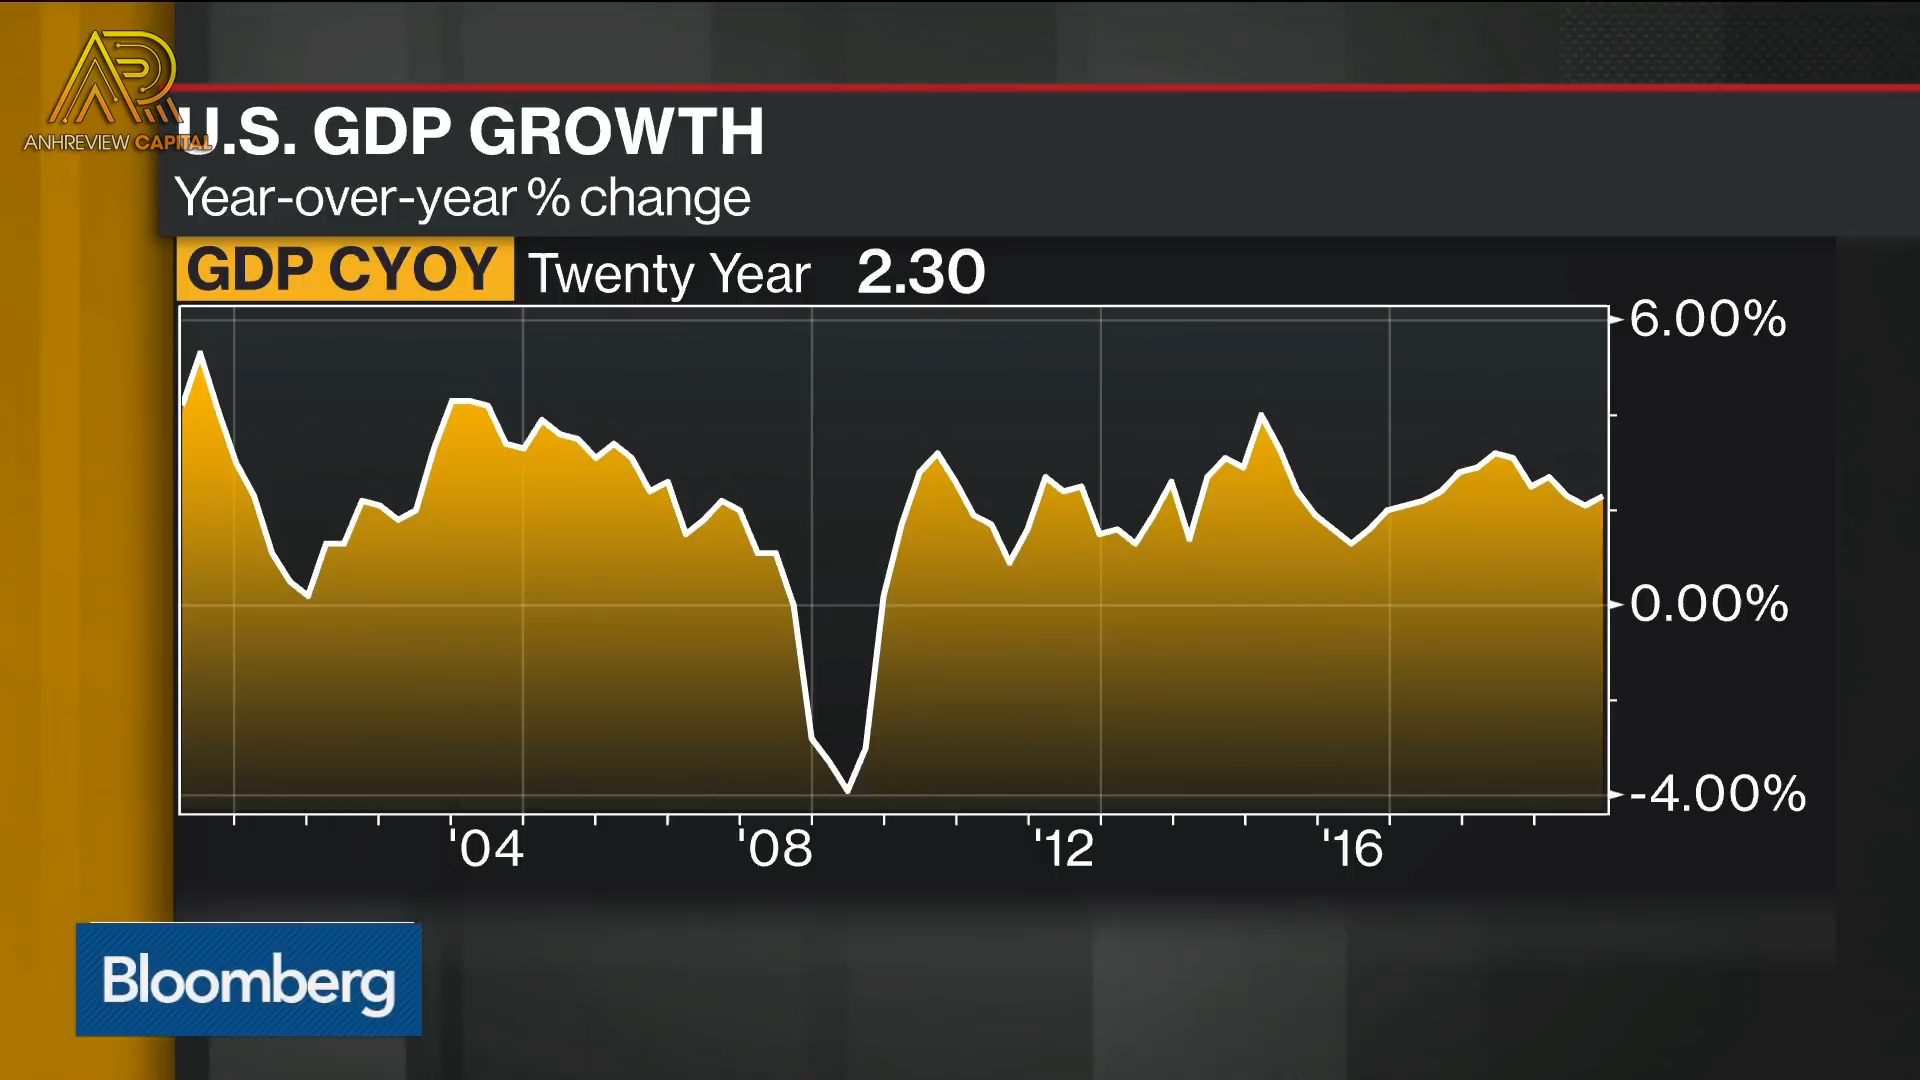 ANHREVIEW CAPITAL
U.S. GDP GROWTH
Year-over-year % change
GDP CYOY Twenty Year 2.30
6.00%
0.00%
-4.00%
'04 '08 '12 '16
Bloomberg